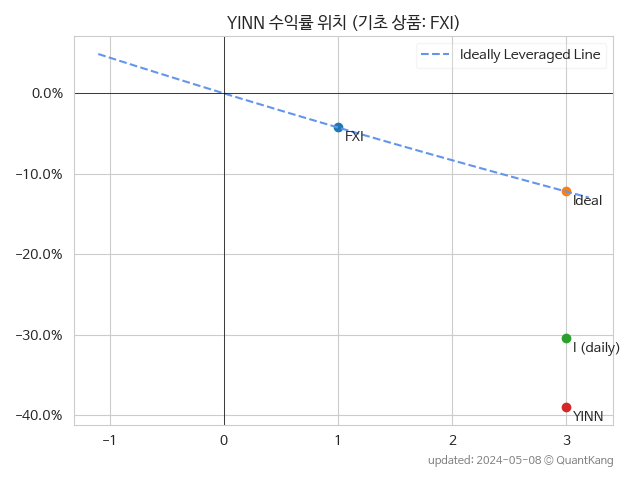 YINN 수익률 위치 (기초 상품: FXI)
Ideally Leveraged Line
0.0%
FXI
−10.0%
Ideal
−20.0%
−30.0%
I (daily)
−40.0%
YINN
−1 0 1 2 3
updated: 2024-05-08 © QuantKang